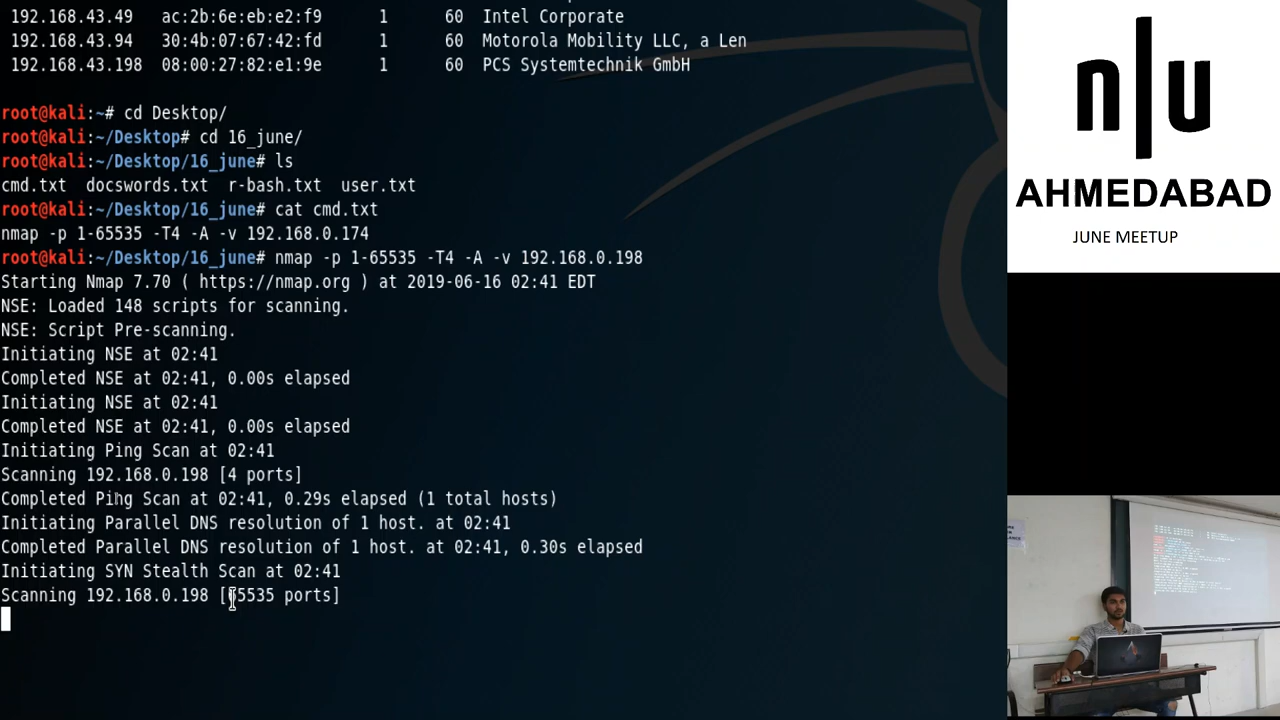 192.168.43.49 ac:2b:6e:eb:e2:f9 1 60 Intel Corporate
192.168.43.94 30:4b:07:67:42:fd 1 60 Motorola Mobility LLC, a Len
192.168.43.198 08:00:27:82:e1:9e 1 60 PCS Systemtechnik GmbH
root@kali:~# cd Desktop/
root@kali:~/Desktop# cd 16_june/
root@kali:~/Desktop/16_june# ls
cmd.txt docswords.txt r-bash.txt user.txt
root@kali:~/Desktop/16_june# cat cmd.txt
nmap -p 1-65535 -T4 -A -v 192.168.0.174
root@kali:~/Desktop/16_june# nmap -p 1-65535 -T4 -A -v 192.168.0.198
Starting Nmap 7.70 ( https://nmap.org ) at 2019-06-16 02:41 EDT
NSE: Loaded 148 scripts for scanning.
NSE: Script Pre-scanning.
Initiating NSE at 02:41
Completed NSE at 02:41, 0.00s elapsed
Initiating NSE at 02:41
Completed NSE at 02:41, 0.00s elapsed
Initiating Ping Scan at 02:41
Scanning 192.168.0.198 [4 ports]
Completed Ping Scan at 02:41, 0.29s elapsed (1 total hosts)
Initiating Parallel DNS resolution of 1 host. at 02:41
Completed Parallel DNS resolution of 1 host. at 02:41, 0.30s elapsed
Initiating SYN Stealth Scan at 02:41
Scanning 192.168.0.198 [65535 ports]
n|u
AHMEDABAD
JUNE MEETUP